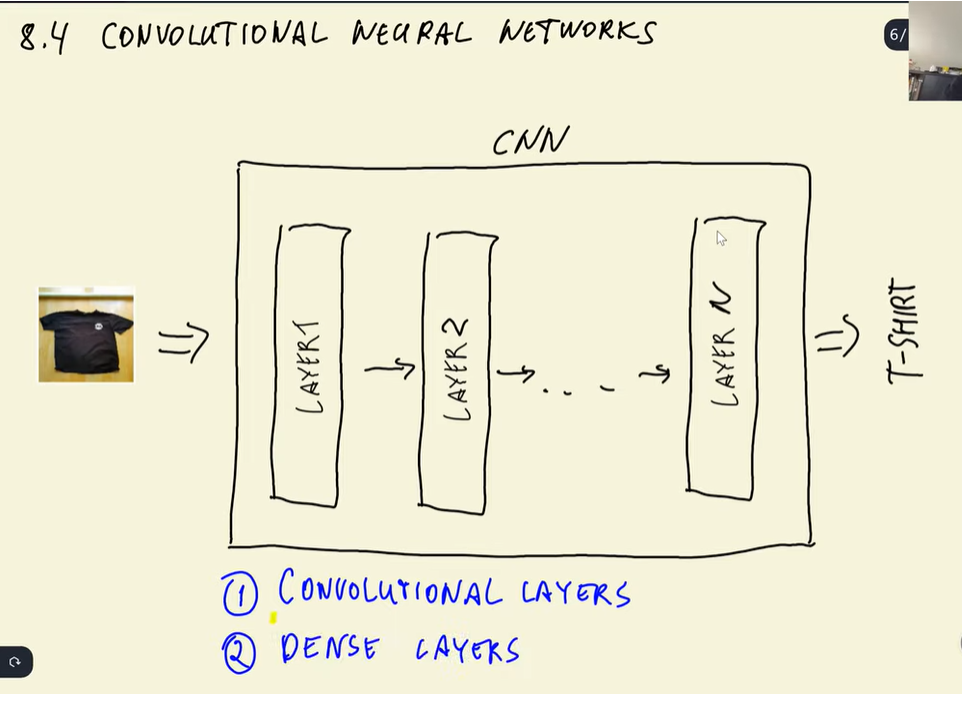 8.4 CONVOLUTIONAL NEURAL NETWORKS
6/
CNN
LAYER 1
LAYER 2
LAYER N
T-SHIRT
① CONVOLUTIONAL LAYERS
② DENSE LAYERS